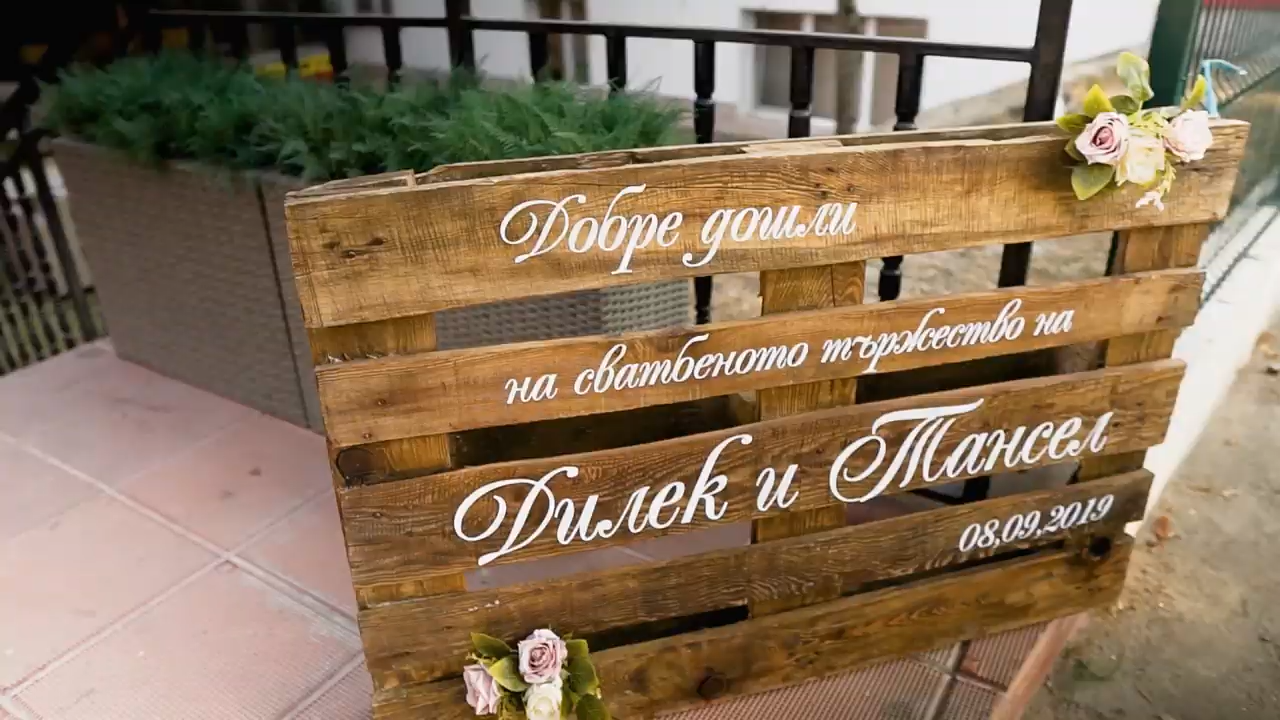 Добре дошли
на сватбеното тържество на
Дилек и Тансел
08,09,2019